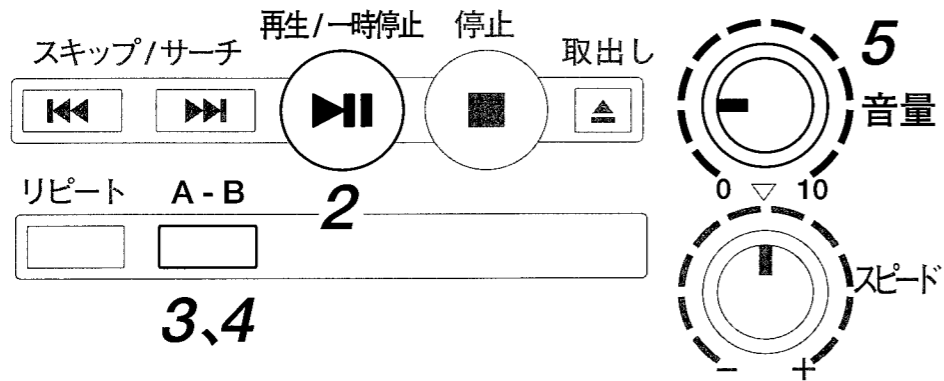 再生/一時停止 停止
スキップ/サーチ 取出し
5
音量
0 ▽ 10
リピート A - B
2
スピード
3、4
− +